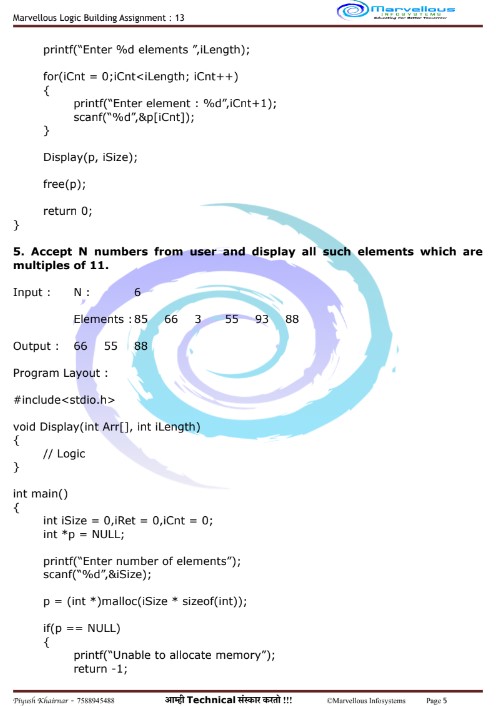 Marvellous Logic Building Assignment : 13
Marvellous
INFOSYSTEMS
Educating for Better Tomorrow
printf(“Enter %d elements ”,iLength);
for(iCnt = 0;iCnt<iLength; iCnt++)
{
printf(“Enter element : %d”,iCnt+1);
scanf(“%d”,&p[iCnt]);
}
Display(p, iSize);
free(p);
return 0;
}
5. Accept N numbers from user and display all such elements which are
multiples of 11.
Input : N : 6
Elements : 85 66 3 55 93 88
Output : 66 55 88
Program Layout :
#include<stdio.h>
void Display(int Arr[], int iLength)
{
// Logic
}
int main()
{
int iSize = 0,iRet = 0,iCnt = 0;
int *p = NULL;
printf(“Enter number of elements”);
scanf(“%d”,&iSize);
p = (int *)malloc(iSize * sizeof(int));
if(p == NULL)
{
printf(“Unable to allocate memory”);
return -1;
Piyush Khairnar - 7588945488 आम्ही Technical संस्कार करतो !!! ©Marvellous Infosystems Page 5